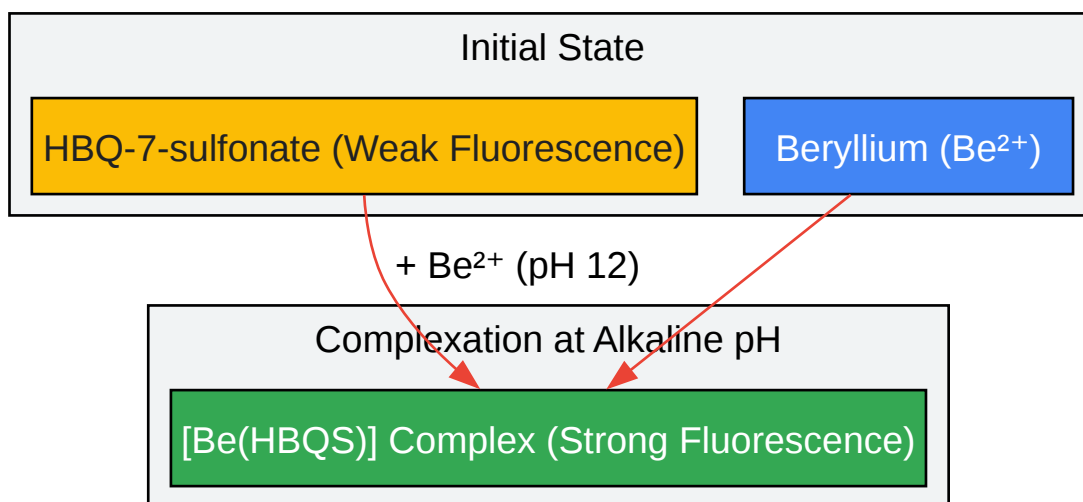 Initial State
HBQ-7-sulfonate (Weak Fluorescence)
Beryllium (Be²⁺)
+ Be²⁺ (pH 12)
Complexation at Alkaline pH
[Be(HBQS)] Complex (Strong Fluorescence)